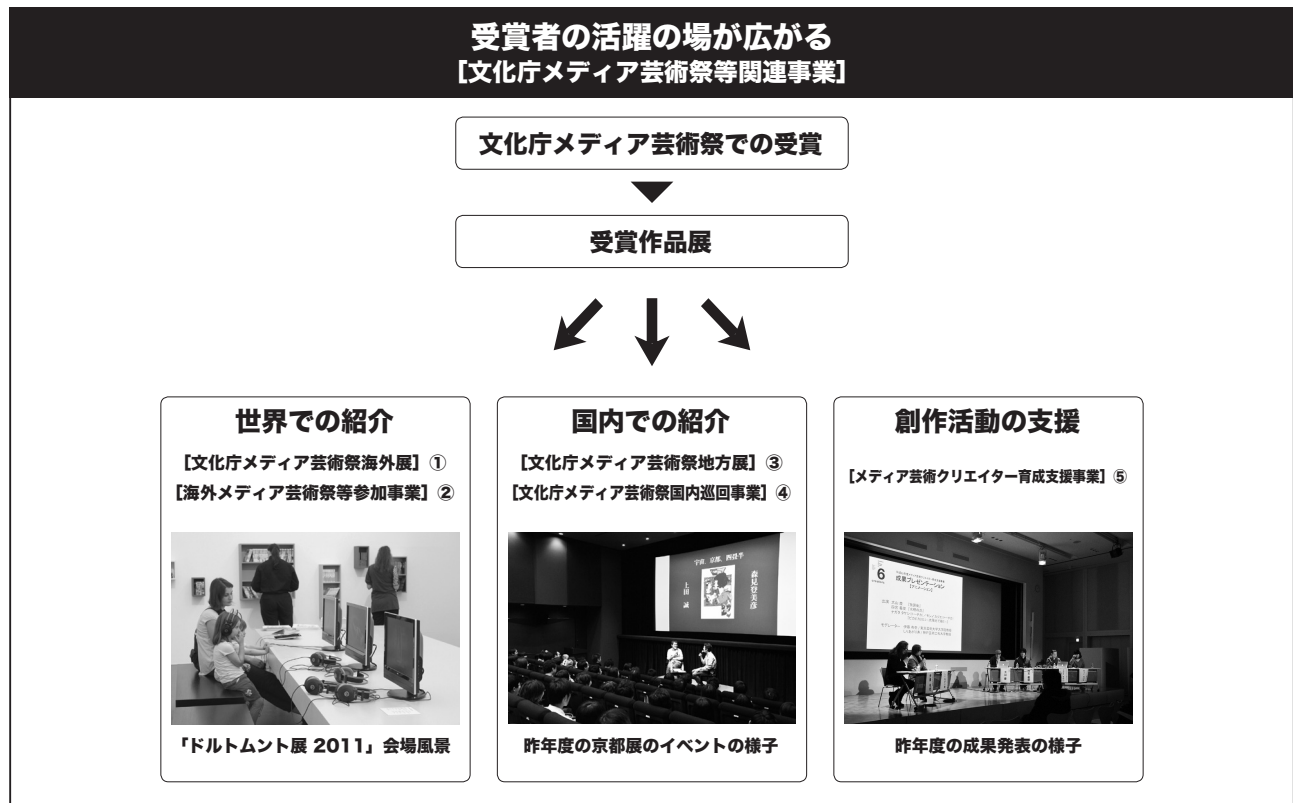 受賞者の活躍の場が広がる
［文化庁メディア芸術祭等関連事業］
文化庁メディア芸術祭での受賞
受賞作品展
世界での紹介
［文化庁メディア芸術祭海外展］①
［海外メディア芸術祭等参加事業］②
「ドルトムント展 2011」会場風景
国内での紹介
［文化庁メディア芸術祭地方展］③
［文化庁メディア芸術祭国内巡回事業］④
宇宙、京都、四畳半
森見登美彦
上田 誠
昨年度の京都展のイベントの様子
創作活動の支援
［メディア芸術クリエイター育成支援事業］⑤
6
成果プレゼンテーション
昨年度の成果発表の様子